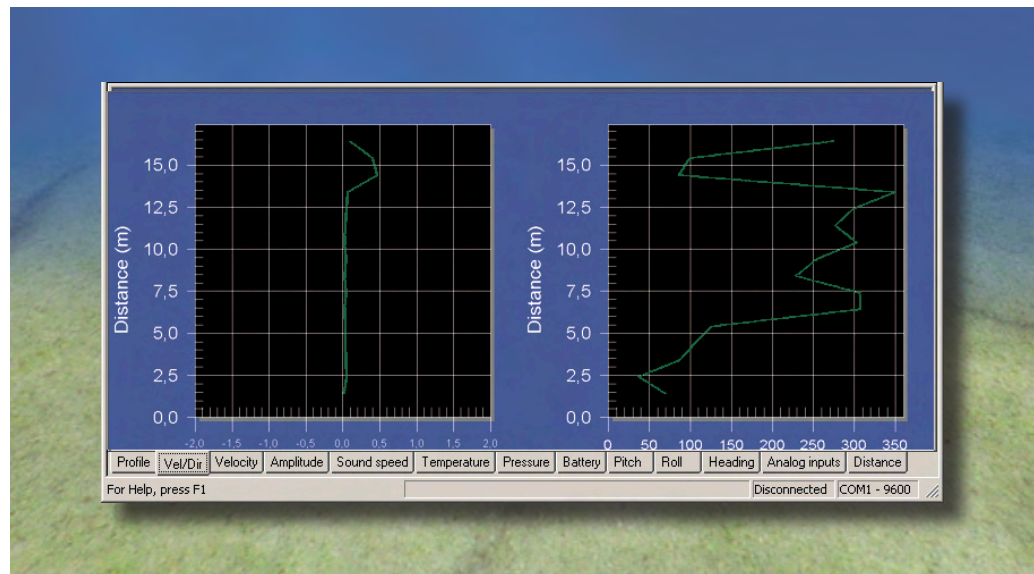 Distance (m)
15,0
12,5
10,0
7,5
5,0
2,5
0,0
-2,0 -1,5 -1,0 -0,5 0,0 0,5 1,0 1,5 2,0
Distance (m)
15,0
12,5
10,0
7,5
5,0
2,5
0,0
0 50 100 150 200 250 300 350
Profile Vel/Dir Velocity Amplitude Sound speed Temperature Pressure Battery Pitch Roll Heading Analog inputs Distance
For Help, press F1 Disconnected COM1 - 9600